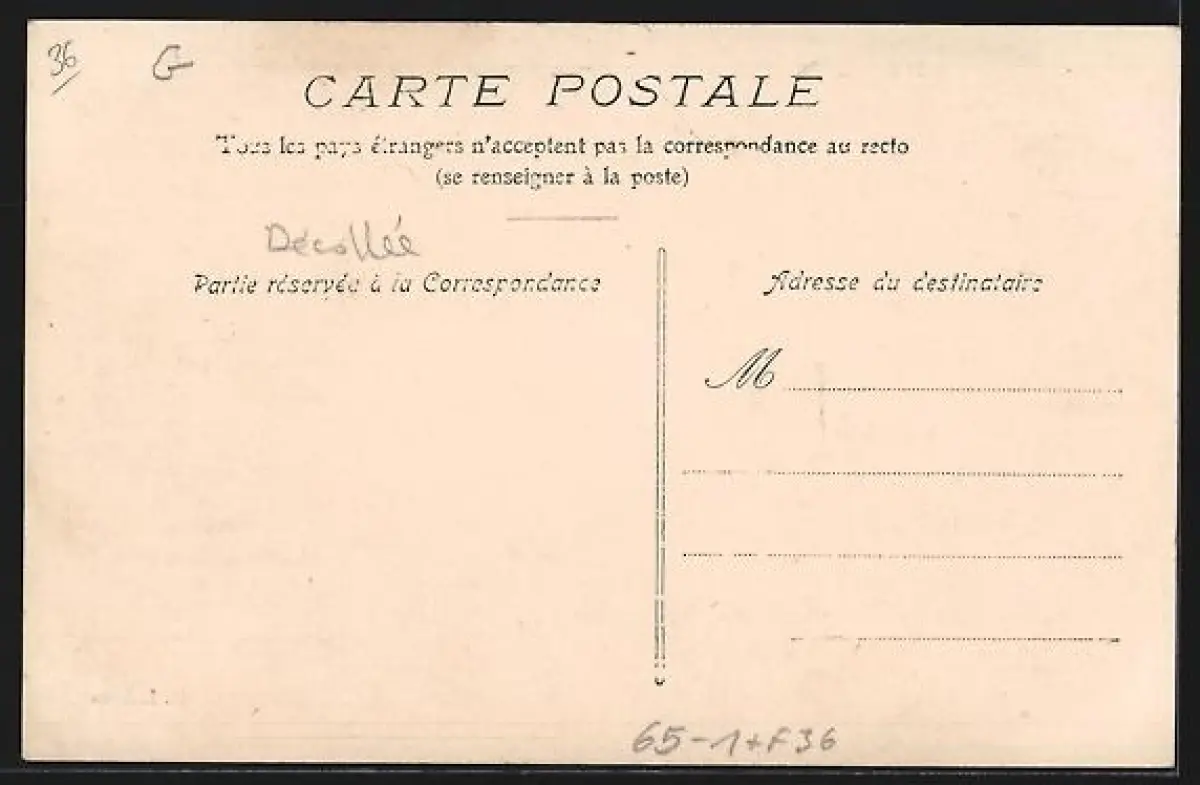 36 G
CARTE POSTALE
Tous les pays étrangers n'acceptent pas la correspondance au recto
(se renseigner à la poste)
Décollée
Partie réservée à la Correspondance
Adresse du destinataire
M
65-1+F36